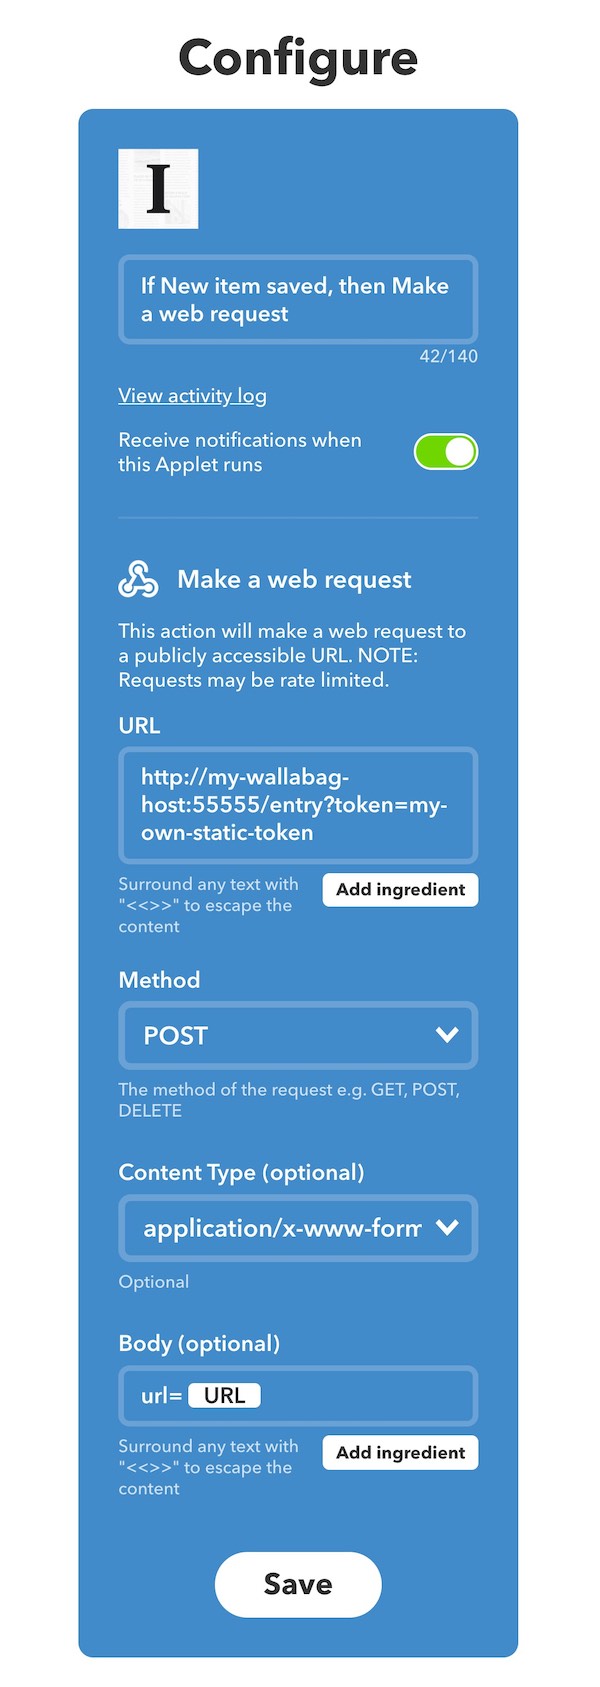 Configure
I
If New item saved, then Make
a web request
42/140
View activity log
Receive notifications when
this Applet runs
Make a web request
This action will make a web request to
a publicly accessible URL. NOTE:
Requests may be rate limited.
URL
http://my-wallabag-
host:55555/entry?token=my-
own-static-token
Surround any text with
"<<>>" to escape the
content
Add ingredient
Method
POST
The method of the request e.g. GET, POST,
DELETE
Content Type (optional)
application/x-www-form
Optional
Body (optional)
url= URL
Surround any text with
"<<>>" to escape the
content
Add ingredient
Save